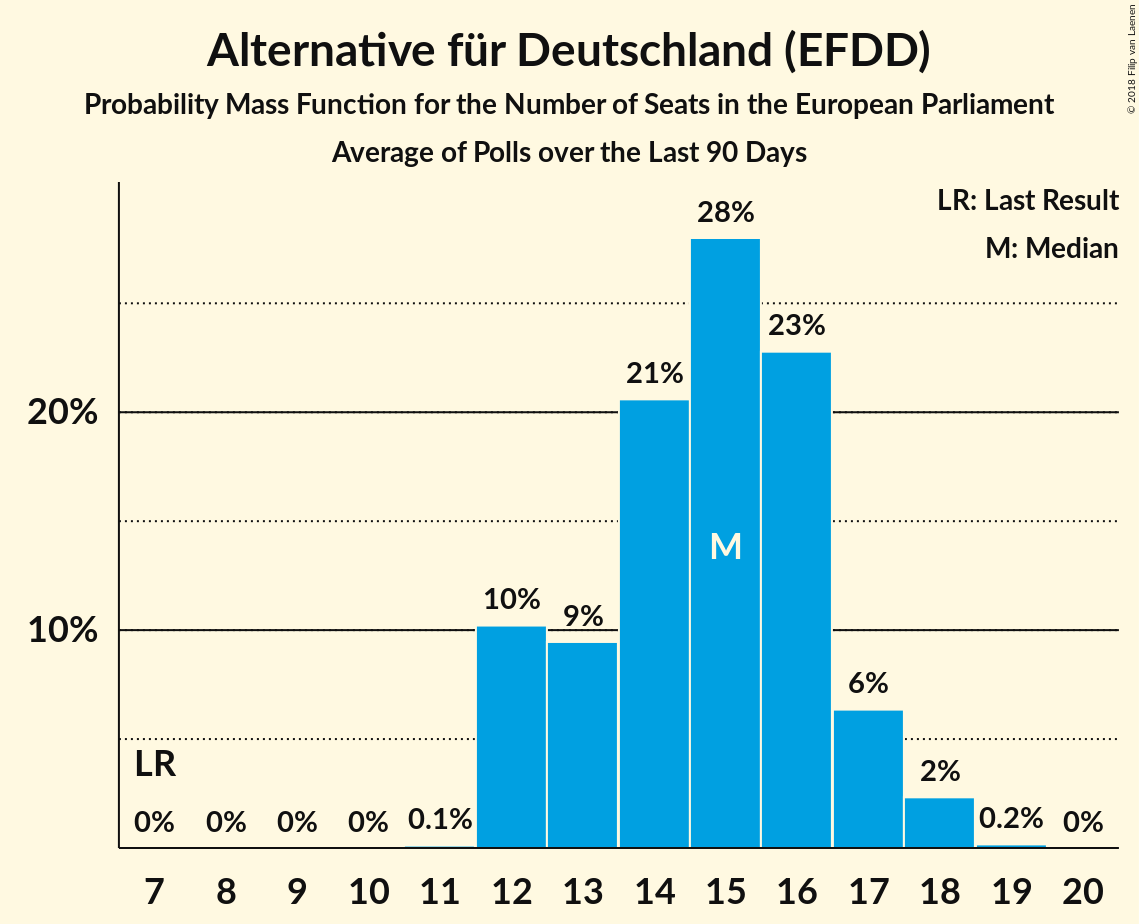 Alternative für Deutschland (EFDD)
Probability Mass Function for the Number of Seats in the European Parliament
Average of Polls over the Last 90 Days
© 2018 Filip van Laenen
LR: Last Result
M: Median
28%
23%
21%
20%
M
10%
9%
10%
6%
LR
2%
0% 0% 0% 0% 0.1% 0.2% 0%
7 8 9 10 11 12 13 14 15 16 17 18 19 20